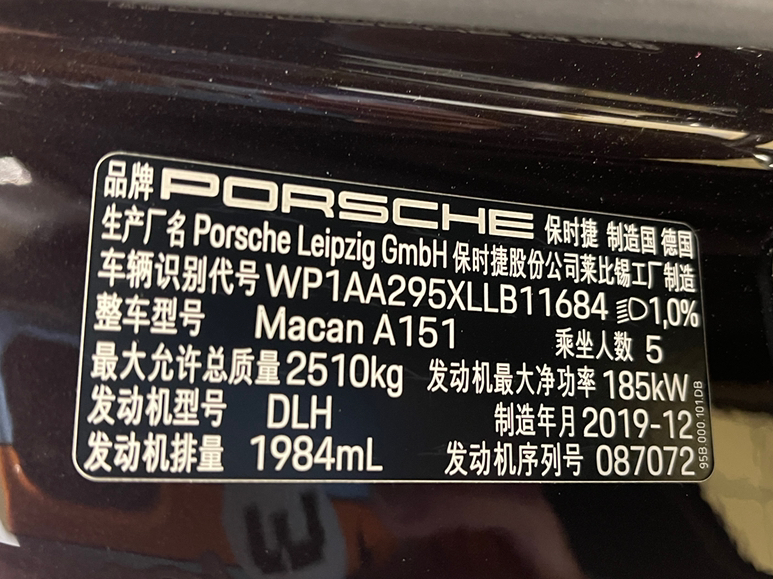 品牌 PORSCHE 保时捷 制造国 德国
生产厂名 Porsche Leipzig GmbH 保时捷股份公司莱比锡工厂制造
车辆识别代号 WP1AA295XLLB11684 1,0%
整车型号 Macan A151 乘坐人数 5
最大允许总质量 2510kg 发动机最大净功率 185kW
发动机型号 DLH 制造年月 2019-12
发动机排量 1984mL 发动机序列号 087072
95B.000.101.DB